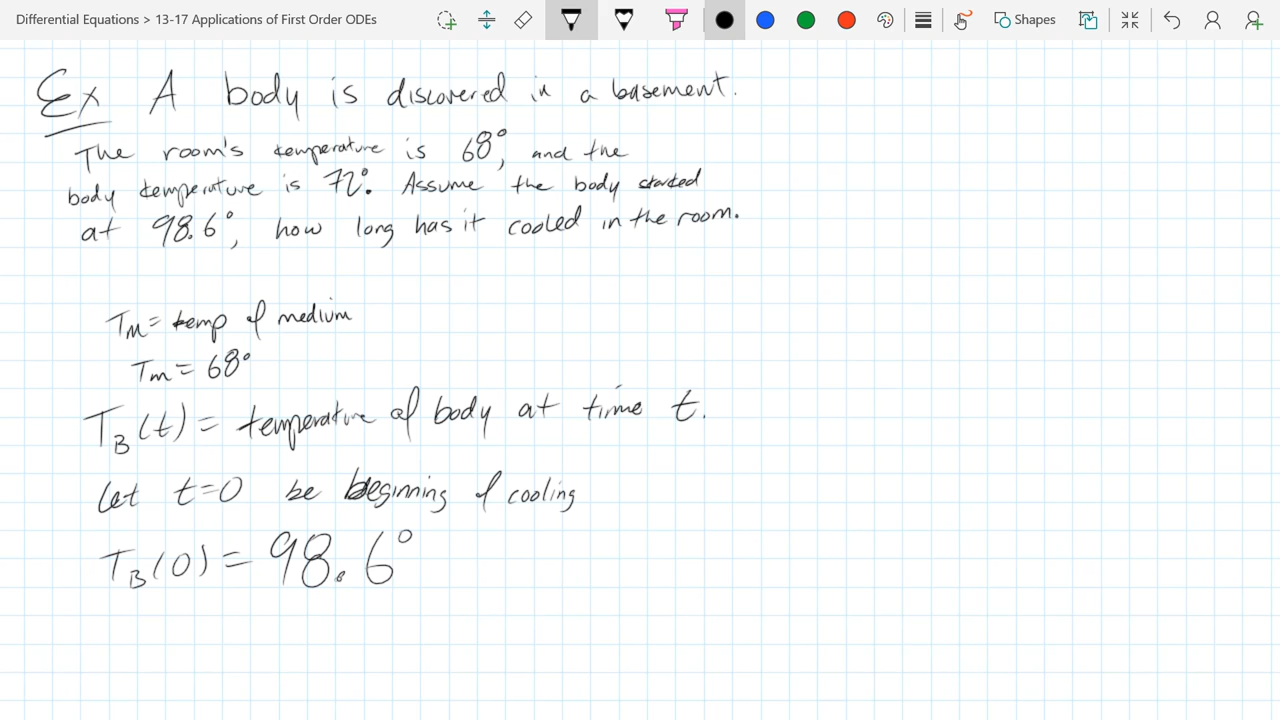 Differential Equations > 13-17 Applications of First Order ODEs
Shapes
Ex A body is discovered in a basement.
The room's temperature is 68°, and the
body temperature is 72°. Assume the body started
at 98.6°, how long has it cooled in the room.
TM = temp of medium
Tm = 68°
TB(t) = temperature of body at time t.
Let t=0 be beginning of cooling
TB(0) = 98.6°